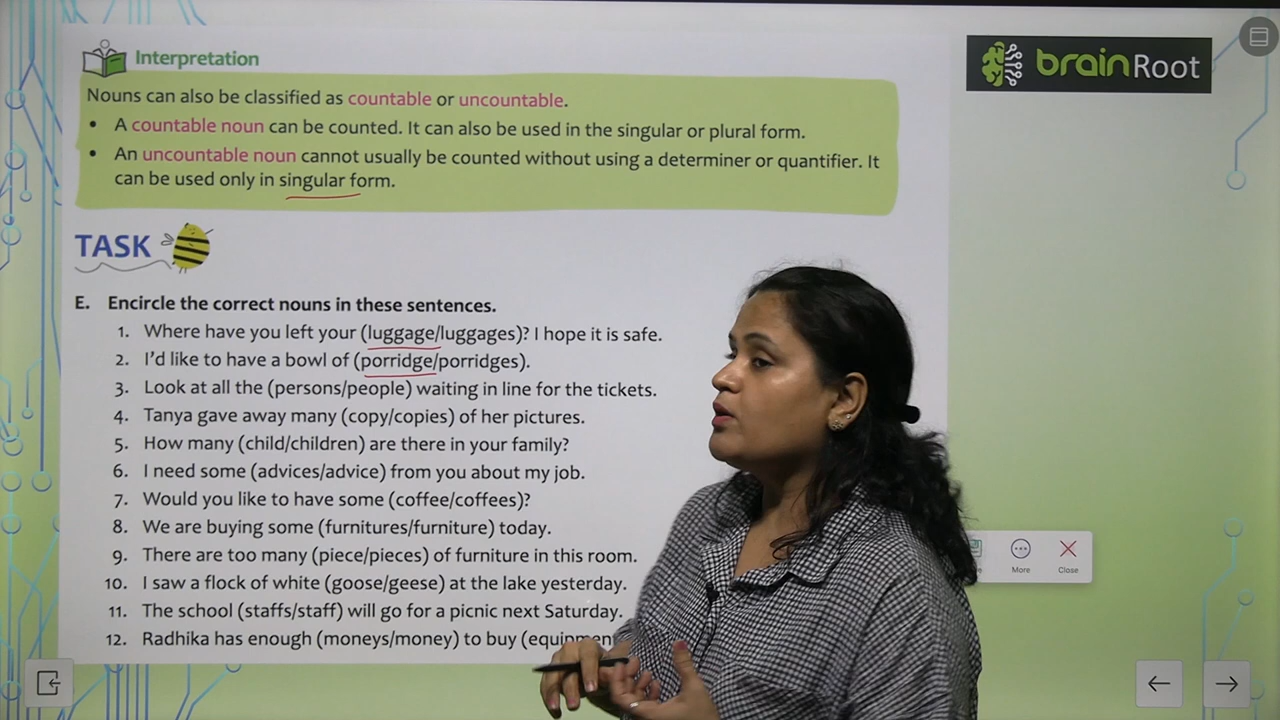 Interpretation
brainRoot
Nouns can also be classified as countable or uncountable.
• A countable noun can be counted. It can also be used in the singular or plural form.
• An uncountable noun cannot usually be counted without using a determiner or quantifier. It
can be used only in singular form.
TASK
E. Encircle the correct nouns in these sentences.
1. Where have you left your (luggage/luggages)? I hope it is safe.
2. I'd like to have a bowl of (porridge/porridges).
3. Look at all the (persons/people) waiting in line for the tickets.
4. Tanya gave away many (copy/copies) of her pictures.
5. How many (child/children) are there in your family?
6. I need some (advices/advice) from you about my job.
7. Would you like to have some (coffee/coffees)?
8. We are buying some (furnitures/furniture) today.
9. There are too many (piece/pieces) of furniture in this room.
10. I saw a flock of white (goose/geese) at the lake yesterday.
11. The school (staffs/staff) will go for a picnic next Saturday.
12. Radhika has enough (moneys/money) to buy
More
Close